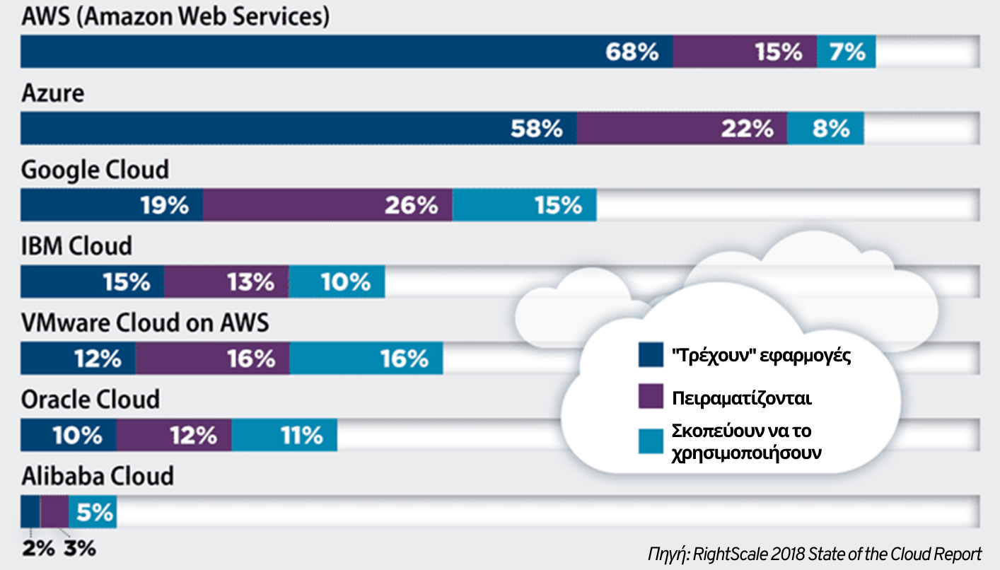 AWS (Amazon Web Services)
68% 15% 7%
Azure
58% 22% 8%
Google Cloud
19% 26% 15%
IBM Cloud
15% 13% 10%
VMware Cloud on AWS
12% 16% 16%
Oracle Cloud
10% 12% 11%
Alibaba Cloud
5%
2% 3%
"Τρέχουν" εφαρμογές
Πειραματίζονται
Σκοπεύουν να το
χρησιμοποιήσουν
Πηγή: RightScale 2018 State of the Cloud Report